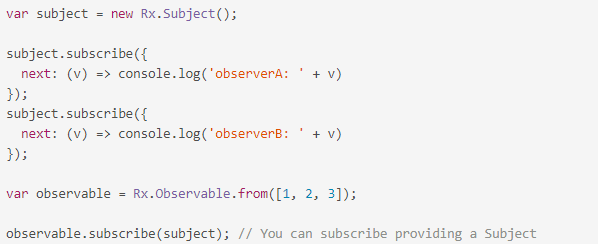 var subject = new Rx.Subject();

subject.subscribe({
  next: (v) => console.log('observerA: ' + v)
});
subject.subscribe({
  next: (v) => console.log('observerB: ' + v)
});

var observable = Rx.Observable.from([1, 2, 3]);

observable.subscribe(subject); // You can subscribe providing a Subject